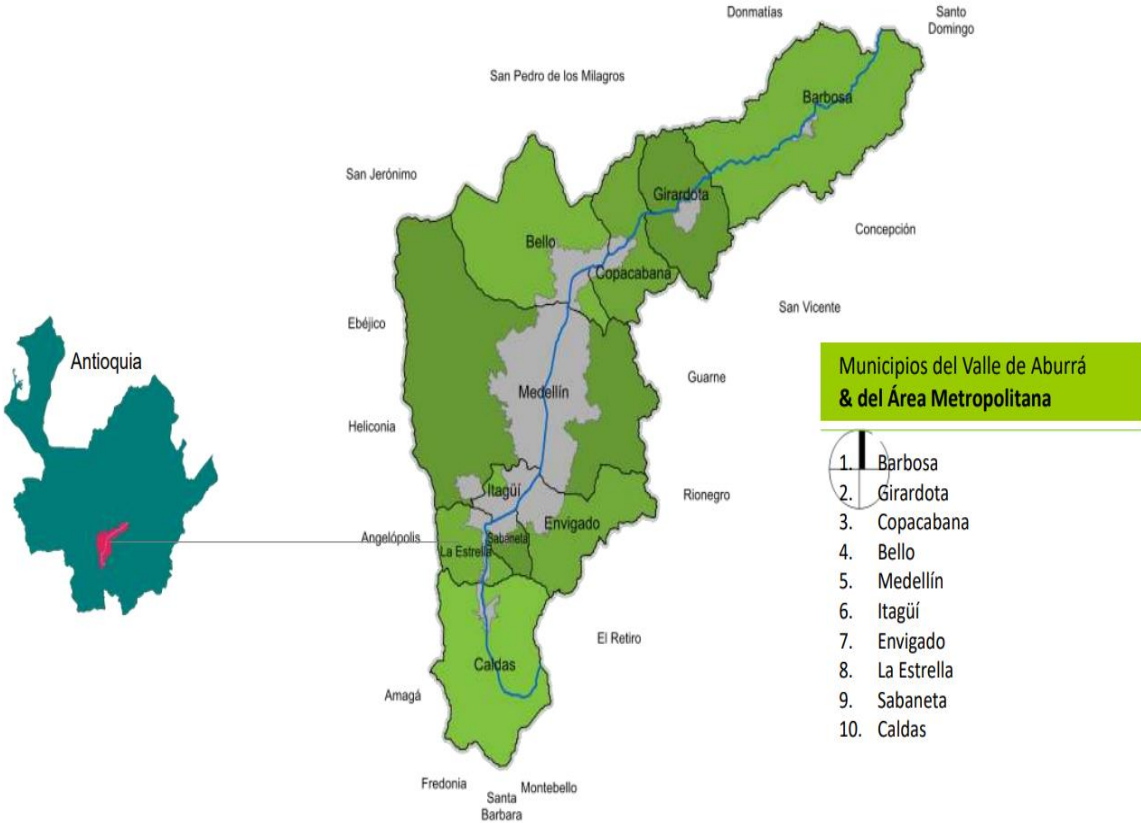 Donmatías
Santo
Domingo
San Pedro de los Milagros
Barbosa
San Jerónimo
Girardota
Concepción
Bello
Copacabana
San Vicente
Ebéjico
Antioquia
Guarne
Medellín
Heliconia
Itagüí
Rionegro
Envigado
Angelópolis
Sabaneta
La Estrella
El Retiro
Caldas
Amagá
Fredonia
Santa
Barbara
Montebello
Municipios del Valle de Aburrá
& del Área Metropolitana
1. Barbosa
2. Girardota
3. Copacabana
4. Bello
5. Medellín
6. Itagüí
7. Envigado
8. La Estrella
9. Sabaneta
10. Caldas